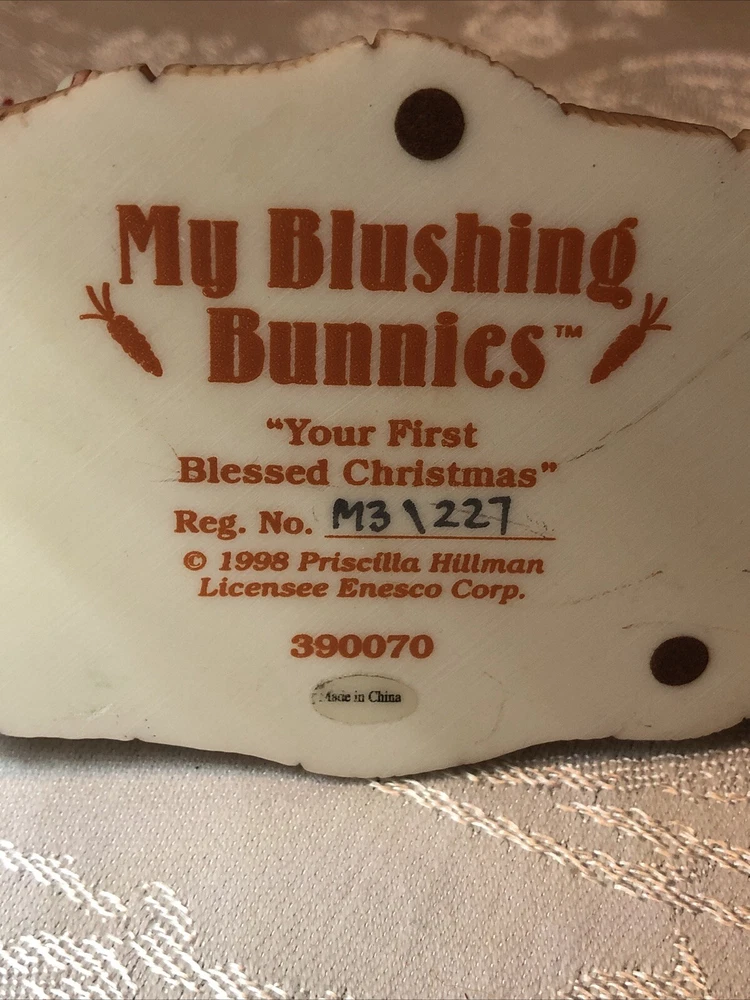 My Blushing
Bunnies™
“Your First
Blessed Christmas”
Reg. No. M3\227
© 1998 Priscilla Hillman
Licensee Enesco Corp.
390070
Made in China